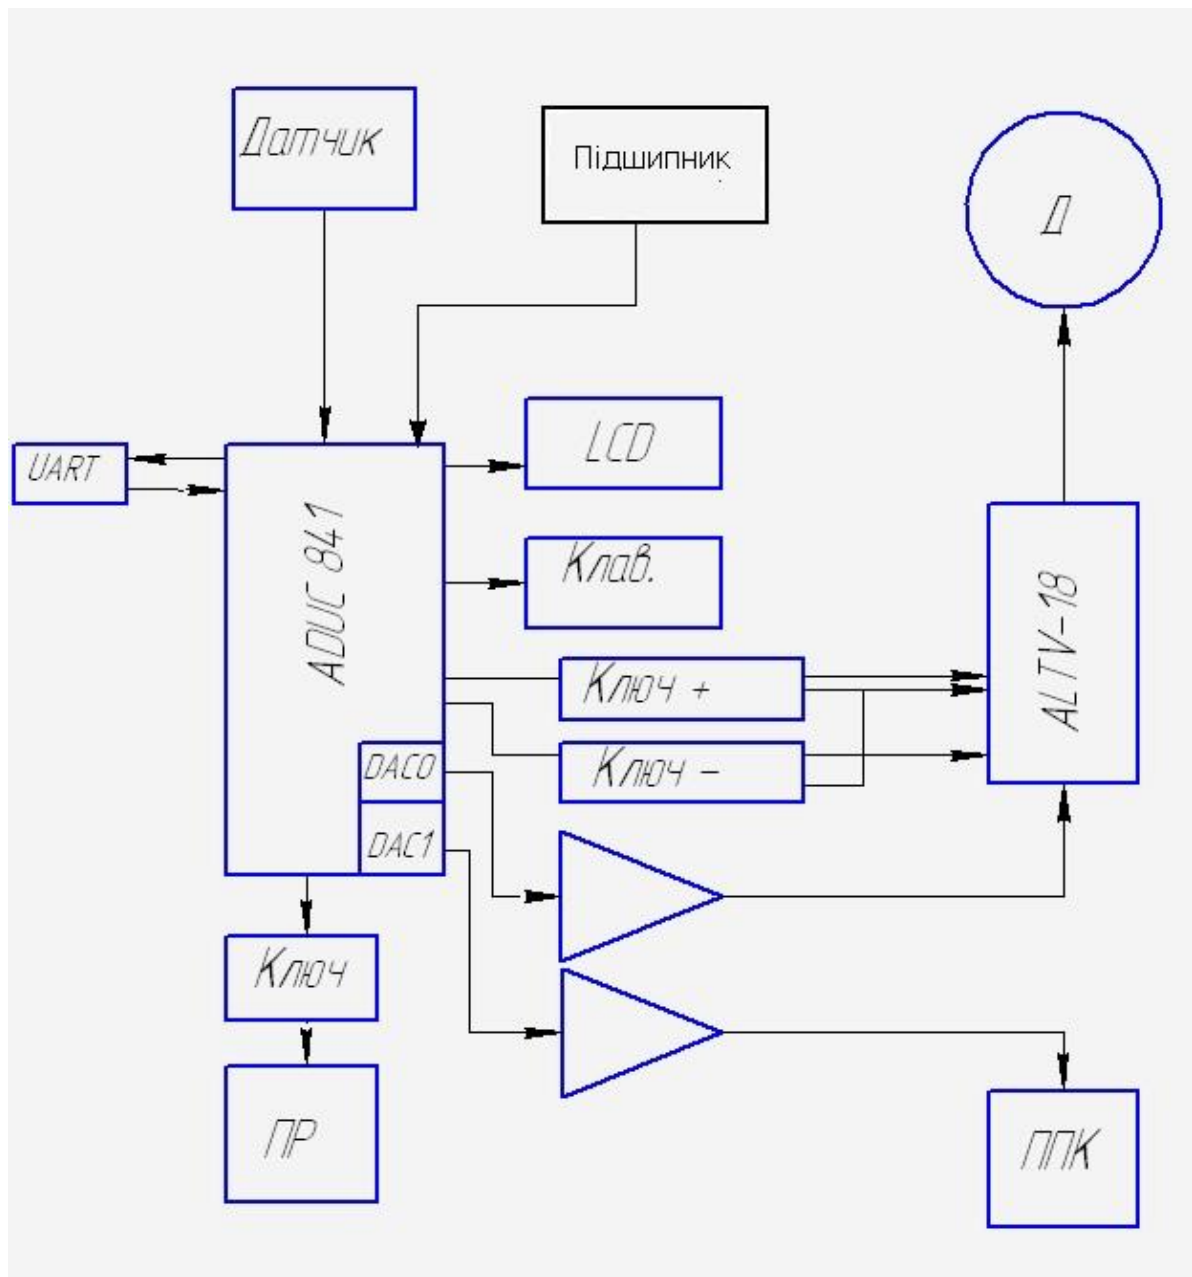 Датчик
Підшипник
Д
UART
ADUC 841
LCD
Клав.
Ключ +
ALTV-18
Ключ -
DAC0
DAC1
Ключ
ПР
ППК